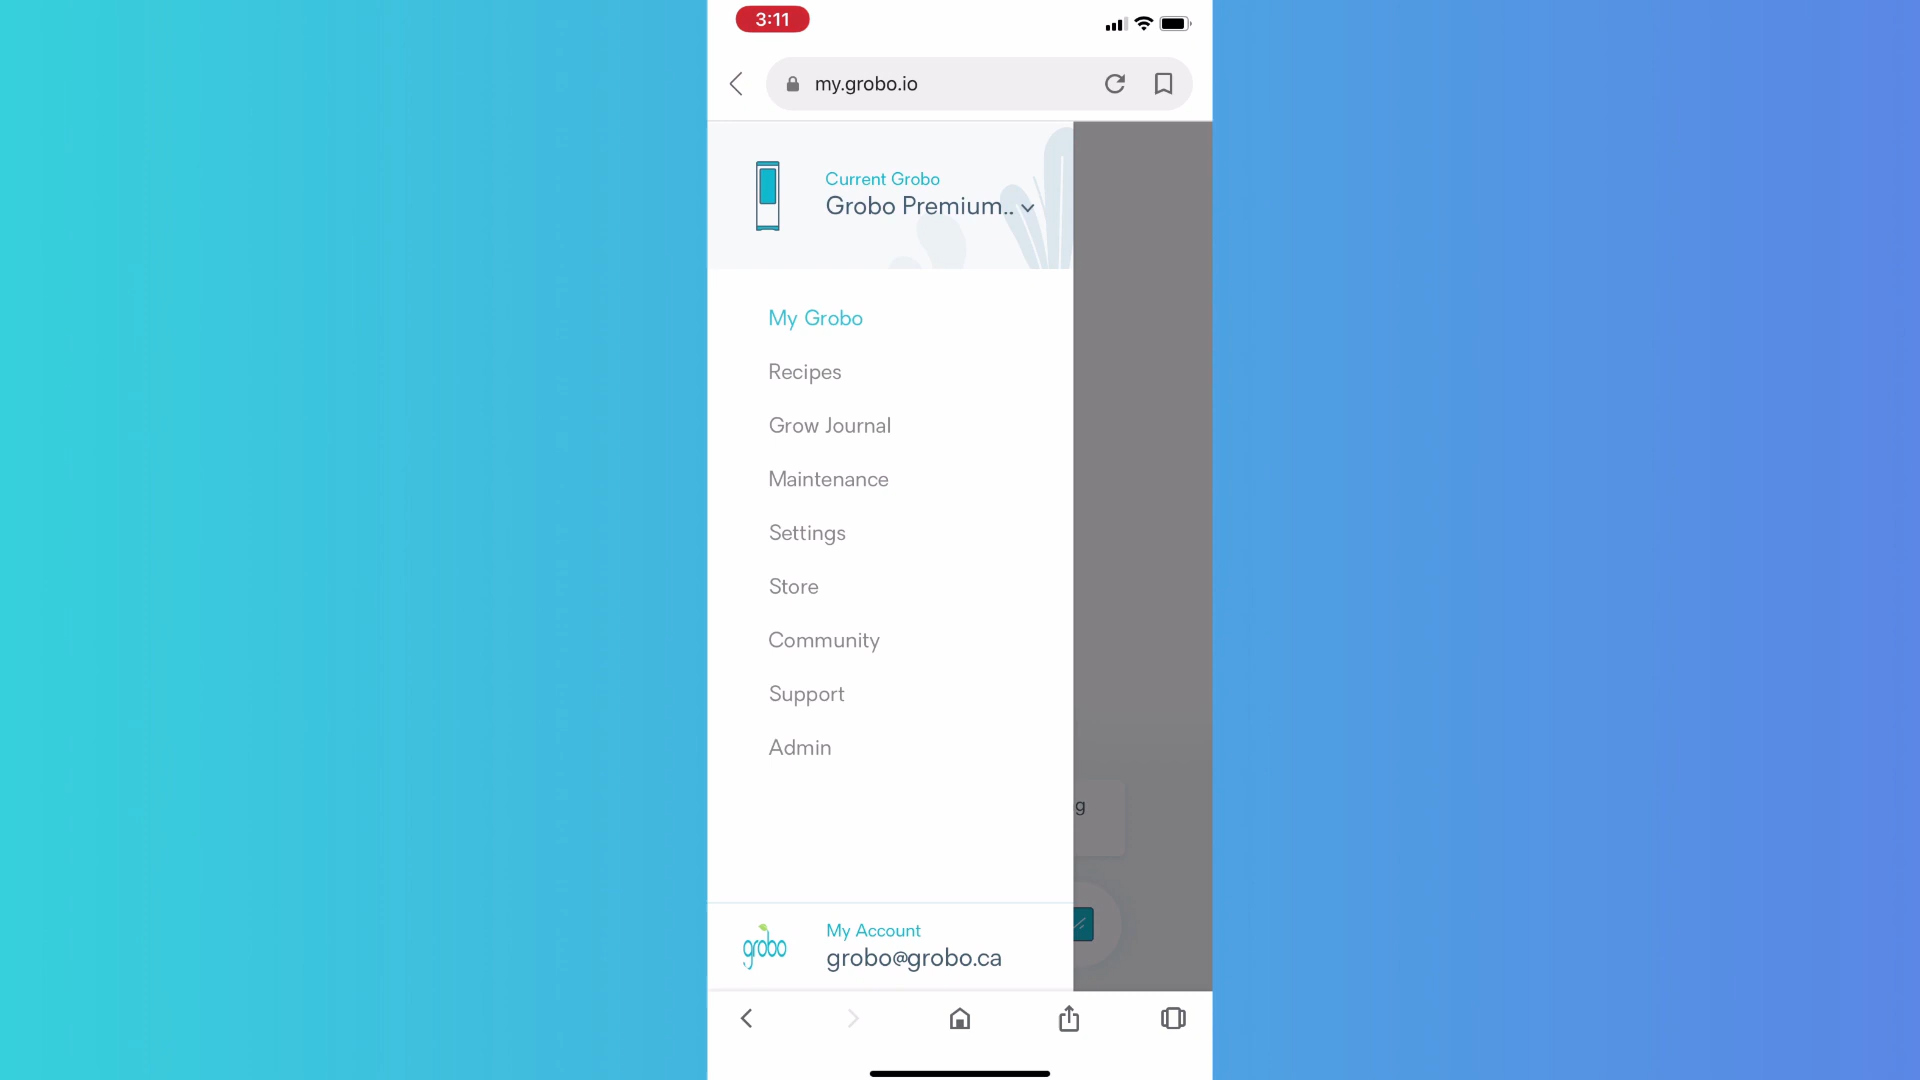 3:11
my.grobo.io
Current Grobo
Grobo Premium..
My Grobo
Recipes
Grow Journal
Maintenance
Settings
Store
Community
Support
Admin
g
grobo
My Account
grobo@grobo.ca